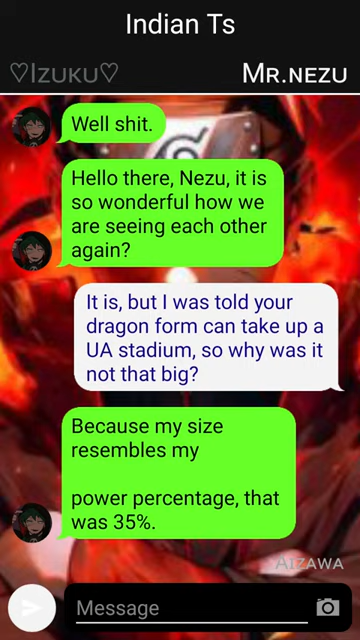 Indian Ts
♡Izuku♡
Mr.nezu
Well shit.
Hello there, Nezu, it is
so wonderful how we
are seeing each other
again?
It is, but I was told your
dragon form can take up a
UA stadium, so why was it
not that big?
Because my size
resembles my
power percentage, that
was 35%.
Aizawa
Message